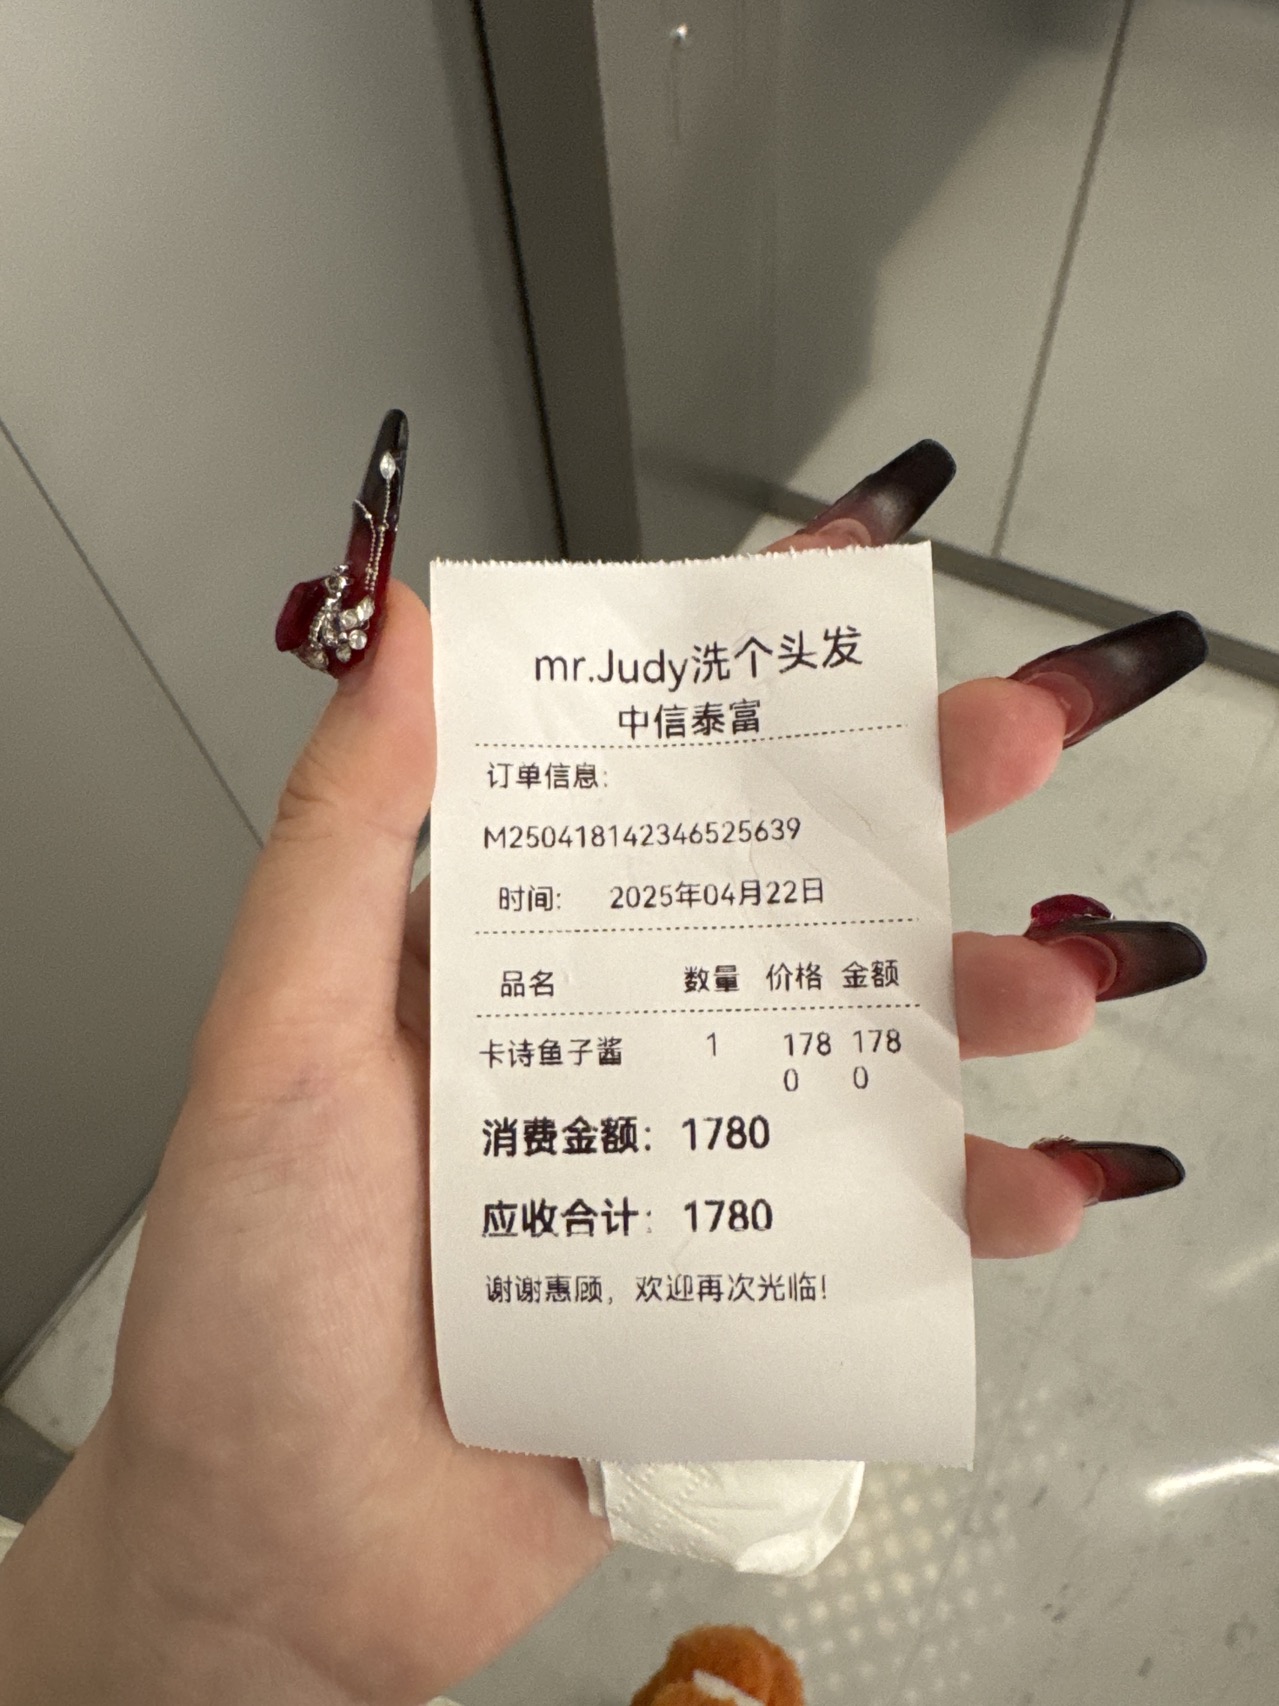 mr.Judy洗个头发
中信泰富
订单信息:
M250418142346525639
时间: 2025年04月22日
品名 数量 价格 金额
卡诗鱼子酱 1 178 178
0 0
消费金额: 1780
应收合计: 1780
谢谢惠顾，欢迎再次光临!